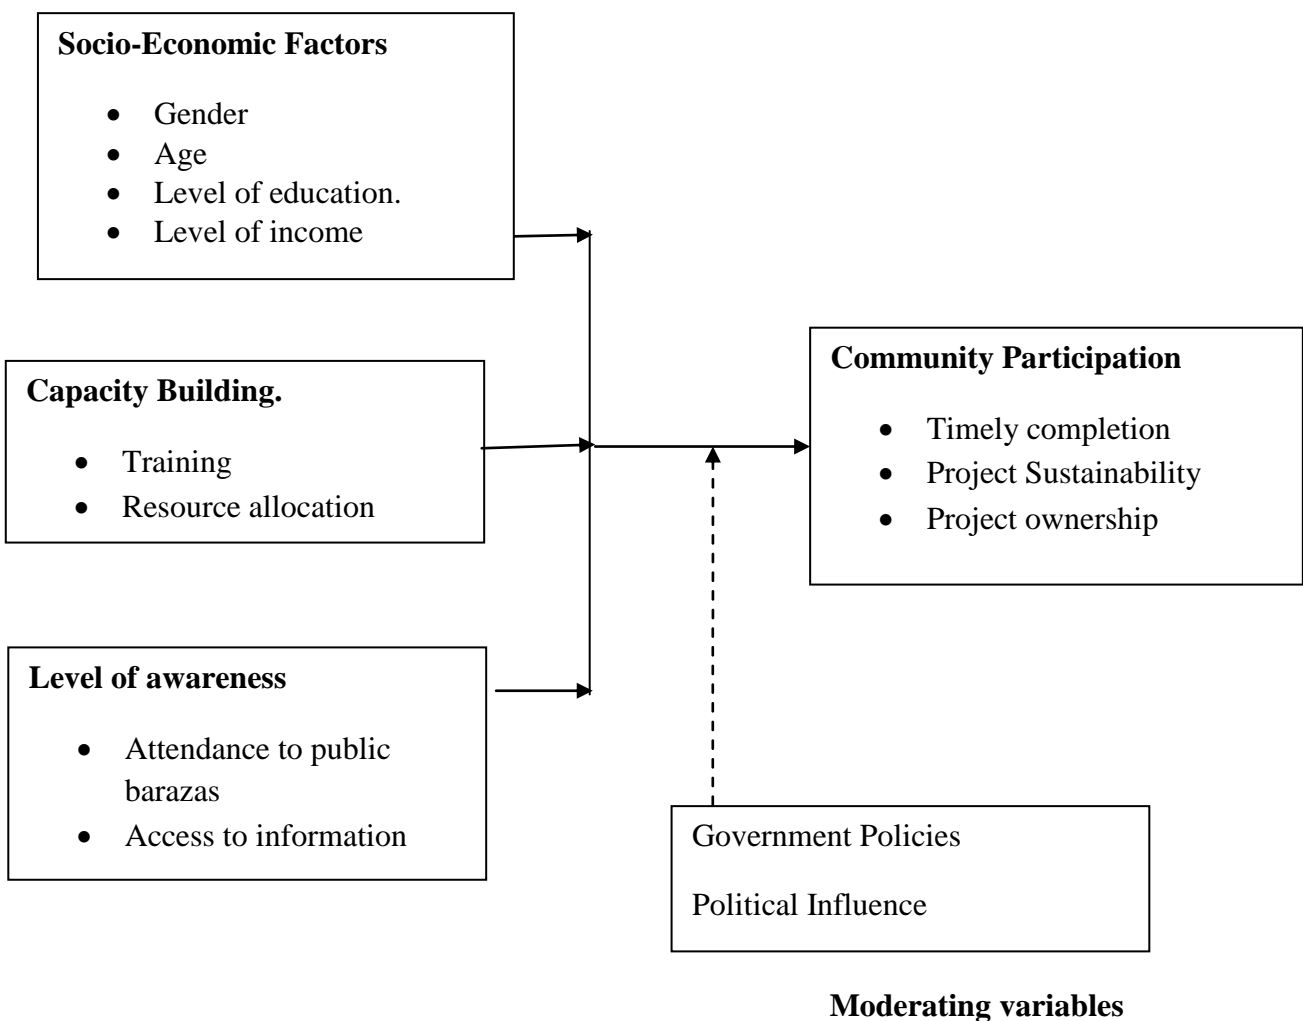 Socio-Economic Factors
• Gender
• Age
• Level of education.
• Level of income
Capacity Building.
• Training
• Resource allocation
Level of awareness
• Attendance to public
barazas
• Access to information
Community Participation
• Timely completion
• Project Sustainability
• Project ownership
Government Policies
Political Influence
Moderating variables